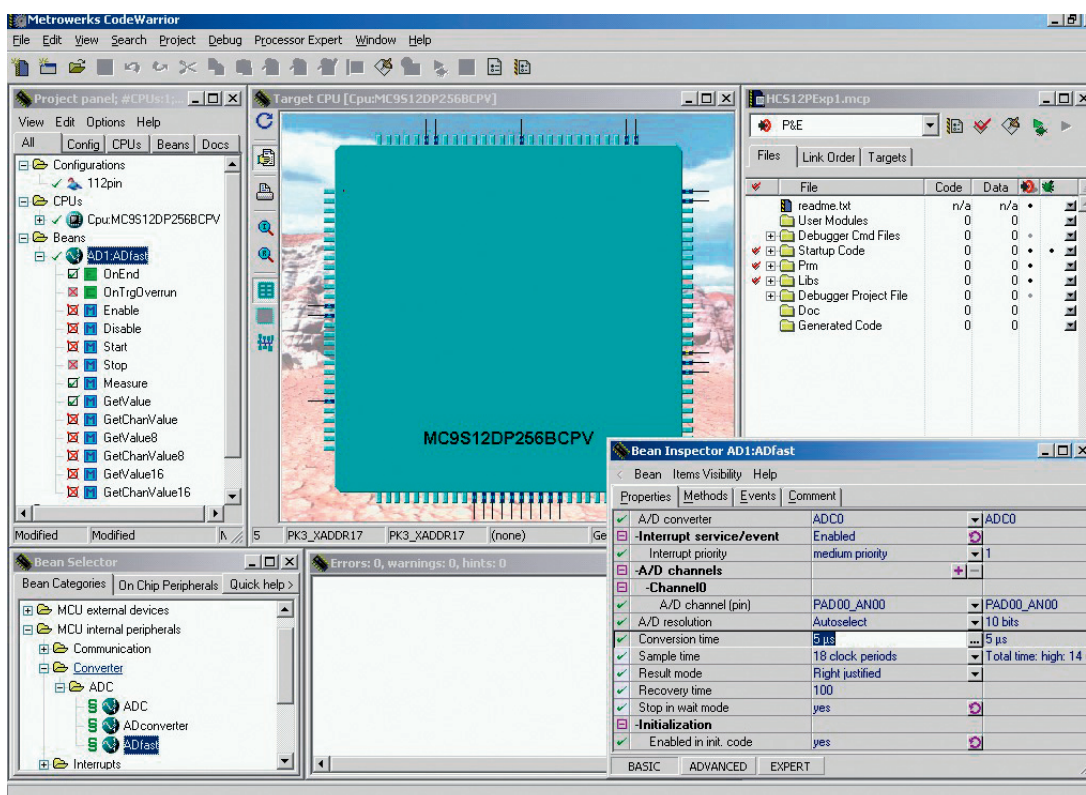 Metrowerks CodeWarrior
File Edit View Search Project Debug Processor Expert Window Help
Project panel; #CPUs:1;
View Edit Options Help
All Config CPUs Beans Docs
Configurations
112pin
CPUs
Cpu:MC9S12DP256BCPV
Beans
AD1:ADfast
OnEnd
OnTrgOverrun
Enable
Disable
Start
Stop
Measure
GetValue
GetChanValue
GetValue8
GetChanValue8
GetValue16
GetChanValue16
Modified Modified
Target CPU [Cpu:MC9S12DP256BCPV]
MC9S12DP256BCPV
5 PK3_XADDR17 PK3_XADDR17 (none) Ge
HCS12PExp1.mcp
P&E
Files Link Order Targets
File Code Data
readme.txt n/a n/a
User Modules 0 0
Debugger Cmd Files 0 0
Startup Code 0 0
Prm 0 0
Libs 0 0
Debugger Project File 0 0
Doc 0 0
Generated Code 0 0
Bean Selector
Bean Categories On Chip Peripherals Quick help >
MCU external devices
MCU internal peripherals
Communication
Converter
ADC
ADC
ADconverter
ADfast
Interrupts
Errors: 0, warnings: 0, hints: 0
Bean Inspector AD1:ADfast
< Bean Items Visibility Help
Properties Methods Events Comment
A/D converter ADC0 ADC0
-Interrupt service/event Enabled
Interrupt priority medium priority 1
-A/D channels
-Channel0
A/D channel (pin) PAD00_AN00 PAD00_AN00
A/D resolution Autoselect 10 bits
Conversion time 5 µs ... 5 µs
Sample time 18 clock periods Total time: high: 14
Result mode Right justified
Recovery time 100
Stop in wait mode yes
-Initialization
Enabled in init. code yes
BASIC ADVANCED EXPERT